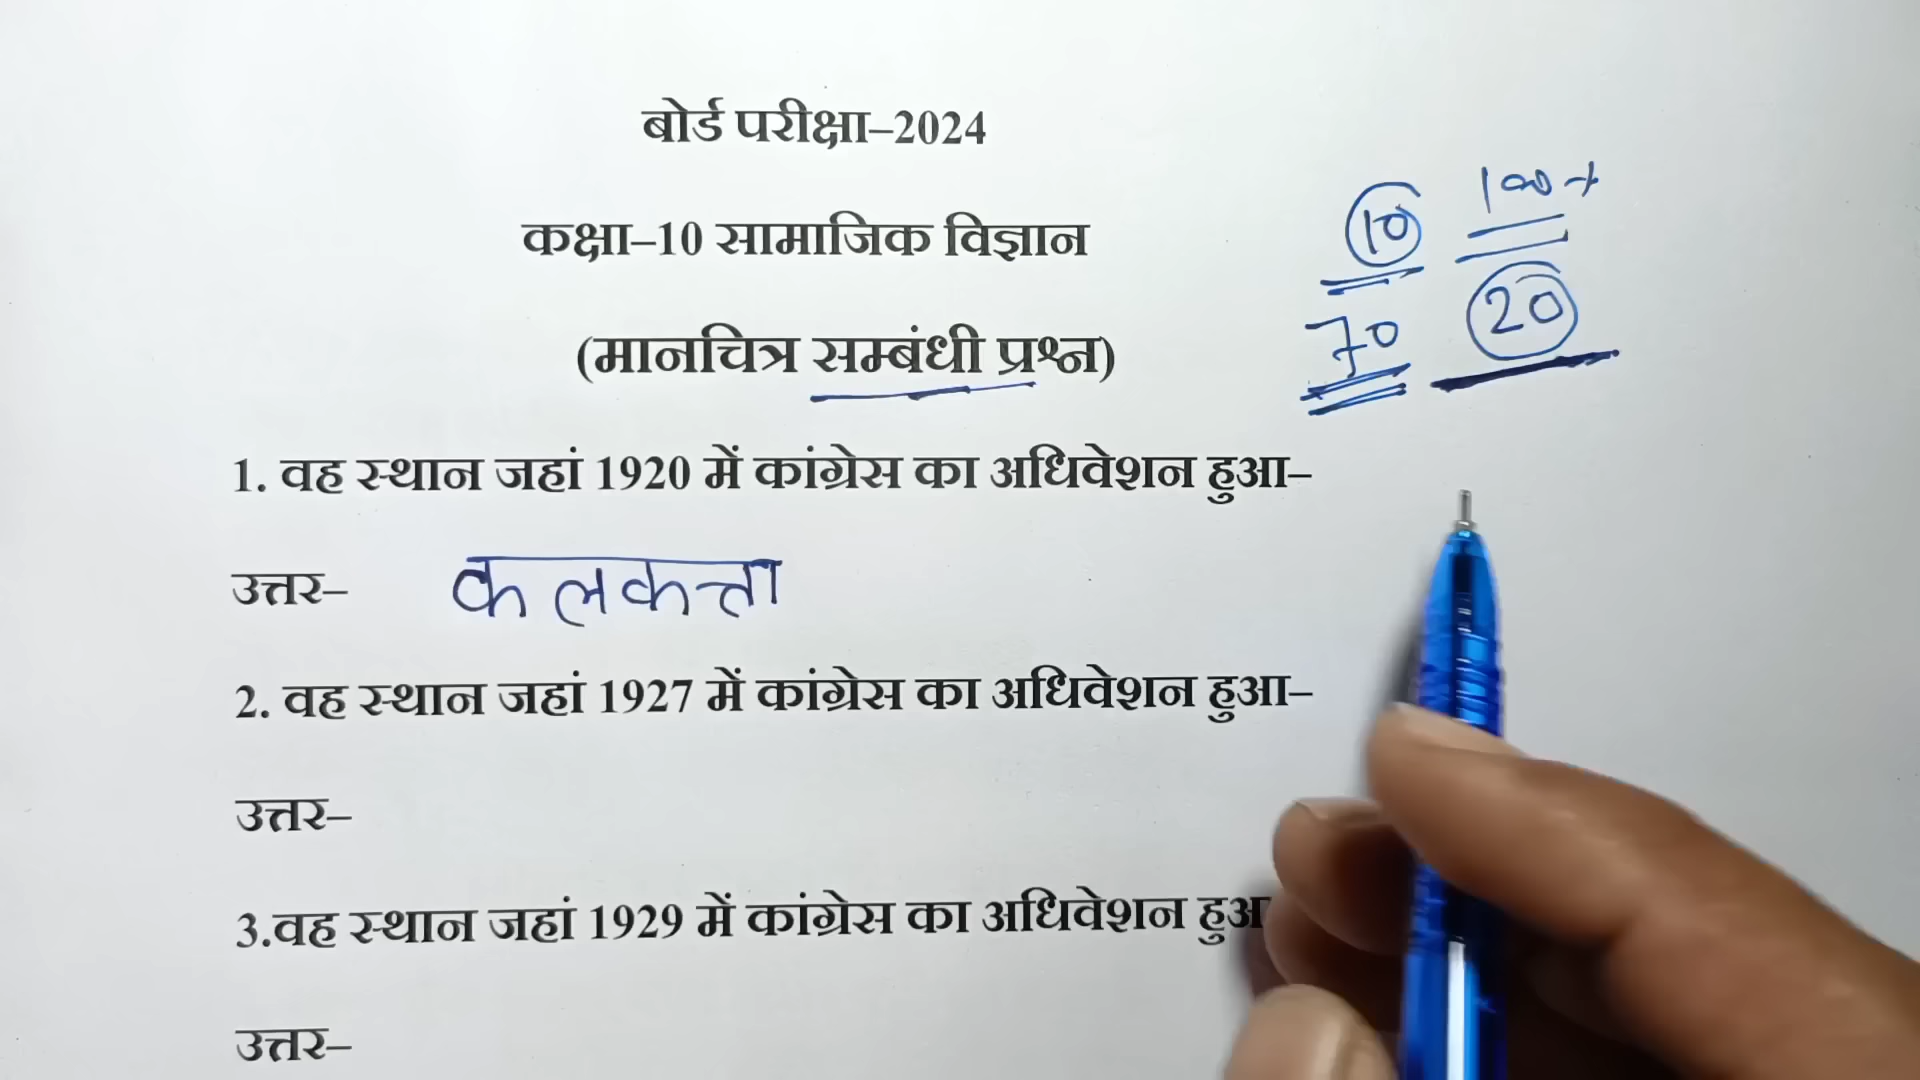 बोर्ड परीक्षा–2024
कक्षा–10 सामाजिक विज्ञान
(मानचित्र सम्बंधी प्रश्न)
10
100+
70
20
1. वह स्थान जहां 1920 में कांग्रेस का अधिवेशन हुआ–
उत्तर– कलकत्ता
2. वह स्थान जहां 1927 में कांग्रेस का अधिवेशन हुआ–
उत्तर–
3.वह स्थान जहां 1929 में कांग्रेस का अधिवेशन हुआ
उत्तर–